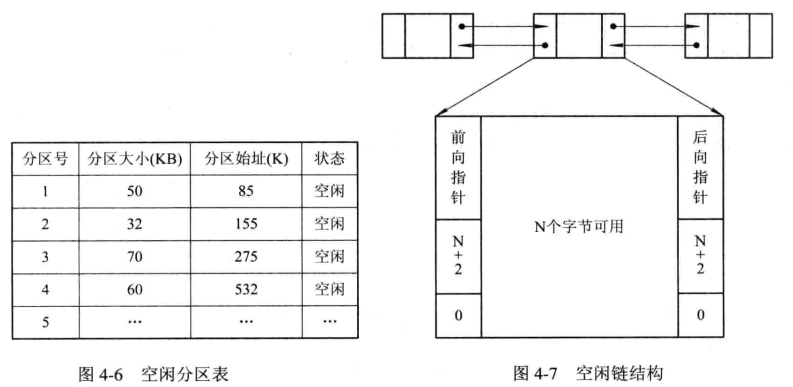 分区号 分区大小(KB) 分区始址(K) 状态
1 50 85 空闲
2 32 155 空闲
3 70 275 空闲
4 60 532 空闲
5 … … …
图 4-6 空闲分区表
前向指针
N+2
0
N个字节可用
后向指针
N+2
0
图 4-7 空闲链结构